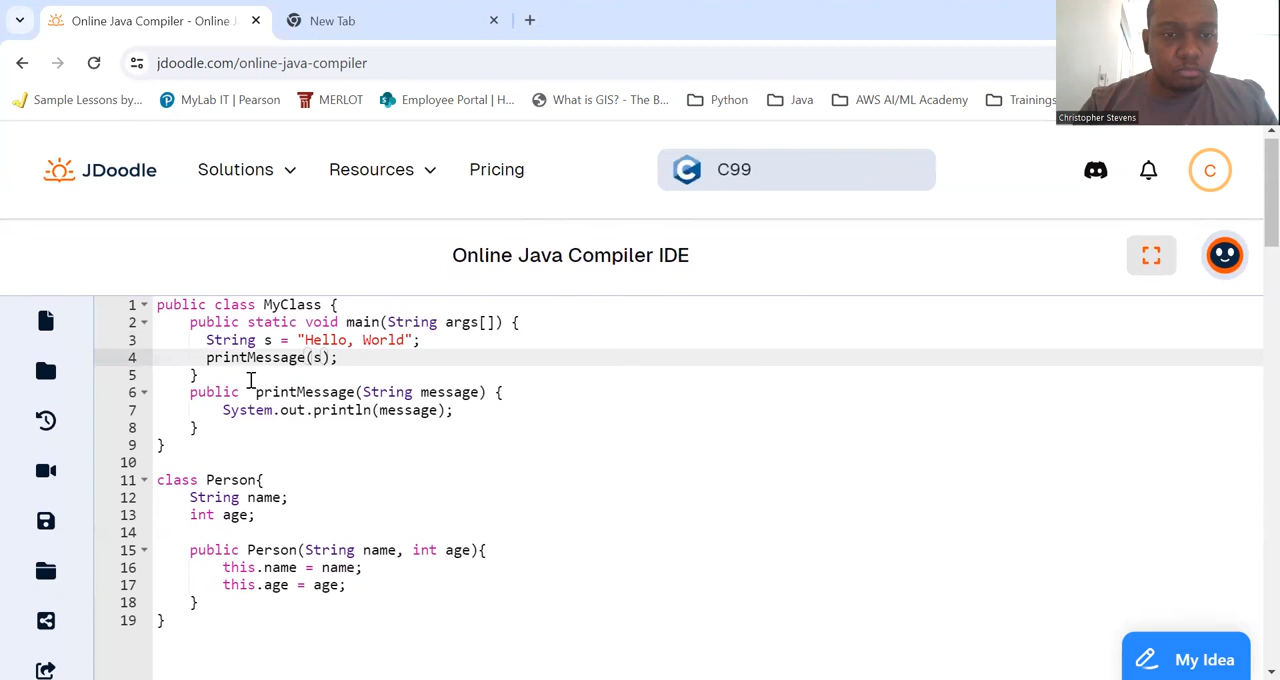 Online Java Compiler - Online J
New Tab
jdoodle.com/online-java-compiler
Sample Lessons by...
MyLab IT | Pearson
MERLOT
Employee Portal | H...
What is GIS? - The B...
Python
Java
AWS AI/ML Academy
Trainings
Christopher Stevens
JDoodle
Solutions
Resources
Pricing
C99
C
Online Java Compiler IDE
1 public class MyClass {
2 public static void main(String args[]) {
3 String s = "Hello, World";
4 printMessage(s);
5 }
6 public printMessage(String message) {
7 System.out.println(message);
8 }
9 }
10
11 class Person{
12 String name;
13 int age;
14
15 public Person(String name, int age){
16 this.name = name;
17 this.age = age;
18 }
19 }
My Idea